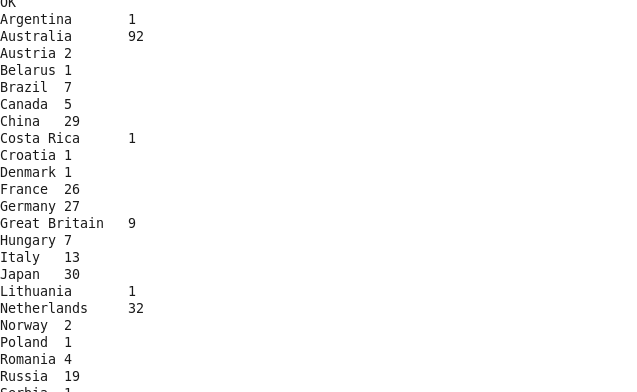 OK
Argentina 1
Australia 92
Austria 2
Belarus 1
Brazil 7
Canada 5
China 29
Costa Rica 1
Croatia 1
Denmark 1
France 26
Germany 27
Great Britain 9
Hungary 7
Italy 13
Japan 30
Lithuania 1
Netherlands 32
Norway 2
Poland 1
Romania 4
Russia 19
Serbia 1